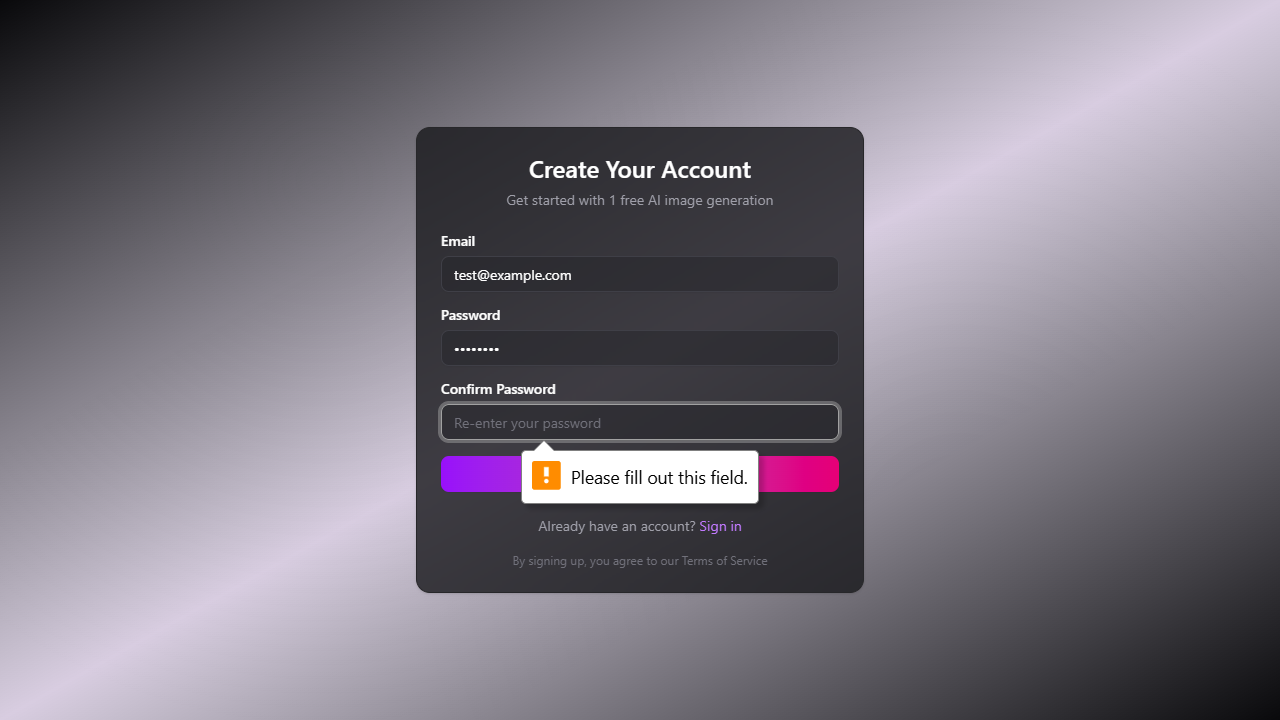 Create Your Account
Get started with 1 free AI image generation
Email
test@example.com
Password
••••••••
Confirm Password
Re-enter your password
Please fill out this field.
Already have an account? Sign in
By signing up, you agree to our Terms of Service